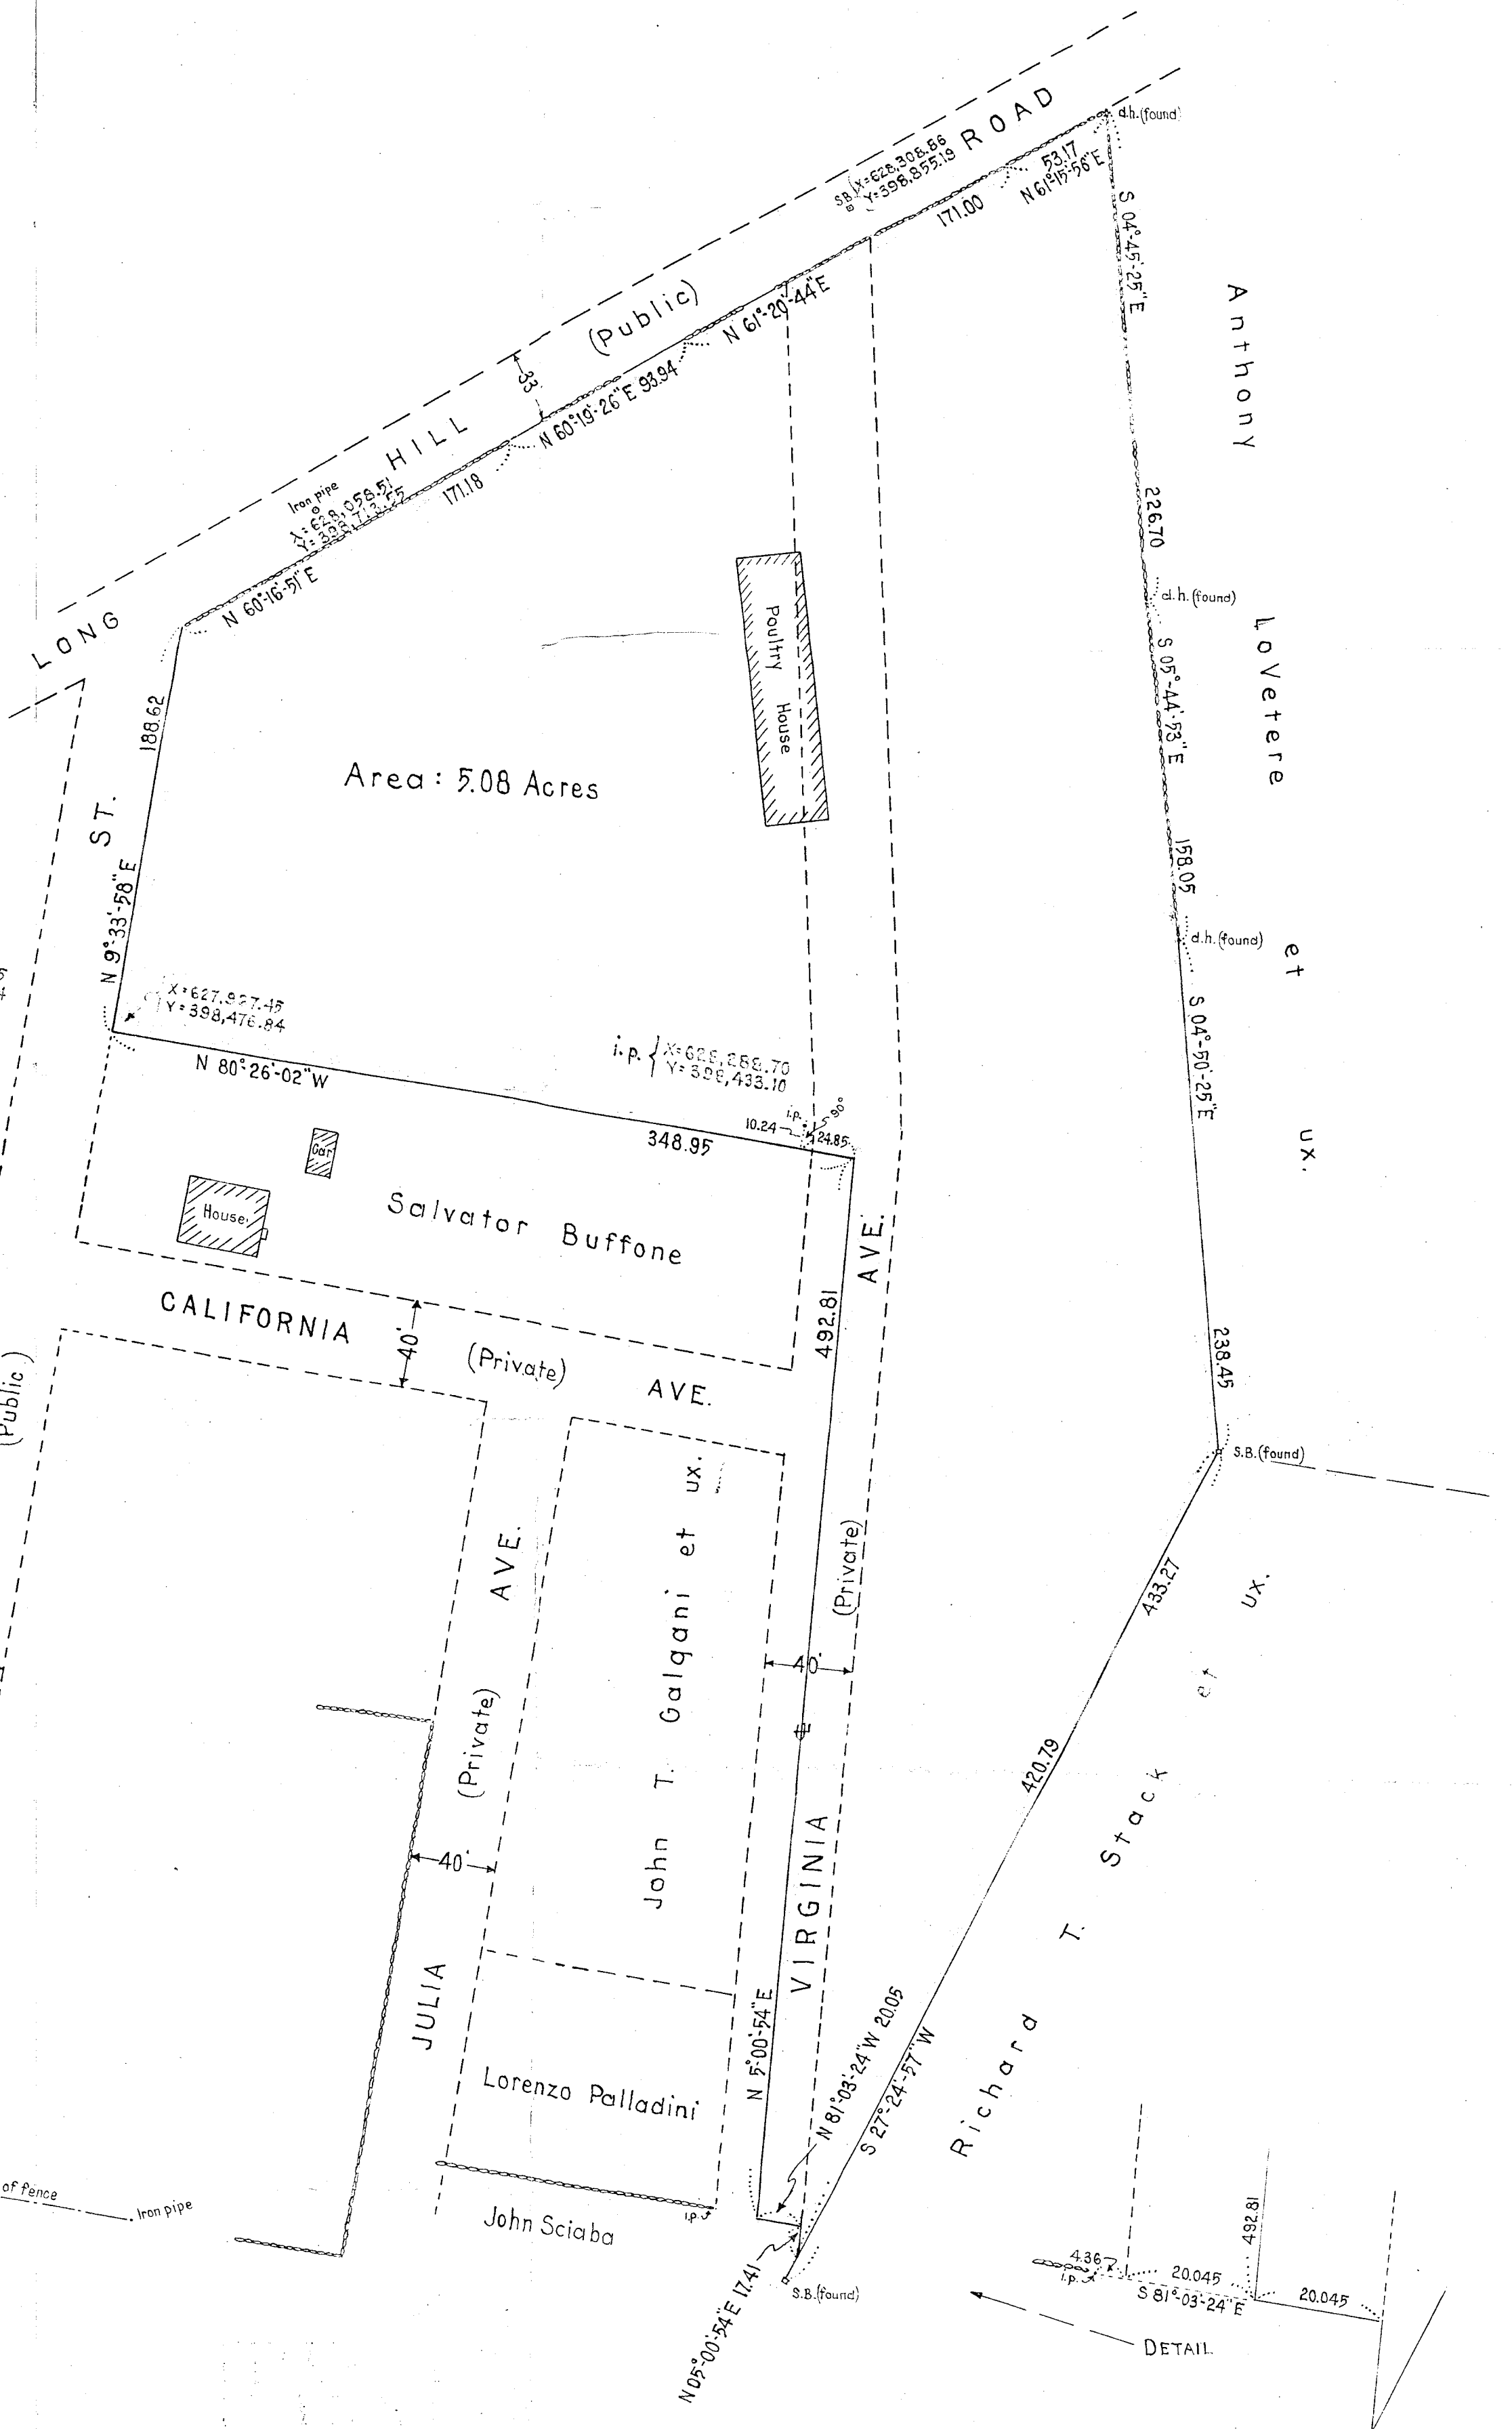 LONG HILL ROAD
(Public)
33'
S.B. X=628,308.86
Y=398,855.19
53.17
N 61°-15'-56" E
171.00
d.h. (found)
N 61°-20'-44" E
N 60°-19'-26" E 93.94
171.18
Iron pipe
X=628,058.51
Y=398,713.55
N 60°-16'-51" E
S 04°-45'-25" E
226.70
d.h. (found)
S 05°-44'-53" E
158.05
d.h. (found)
S 04°-50'-25" E
238.45
S.B. (found)
Anthony LoVetere et ux.
188.62
N 9°-33'-58" E
ST.
(Public)
Poultry House
Area: 5.08 Acres
X=627,927.45
Y=398,476.84
N 80°-26'-02" W
348.95
i.p.
Y=398,433.10
i.p.
90°
10.24
24.85
Gar
House
Salvator Buffone
CALIFORNIA AVE.
40'
(Private)
492.81
AVE.
(Private)
40'
VIRGINIA
N 5°-00'-54" E
John T. Galgani et ux.
AVE.
(Private)
40'
JULIA
Lorenzo Palladini
i.p.
John Sciaba
of fence
Iron pipe
433.27
420.79
Richard T. Stack et ux.
N 81°-03'-24" W 20.05
S 27°-24'-57" W
N 05°-00'-54" E 17.41
S.B. (found)
4.36
i.p.
20.045
S 81°-03'-24" E
492.81
20.045
DETAIL